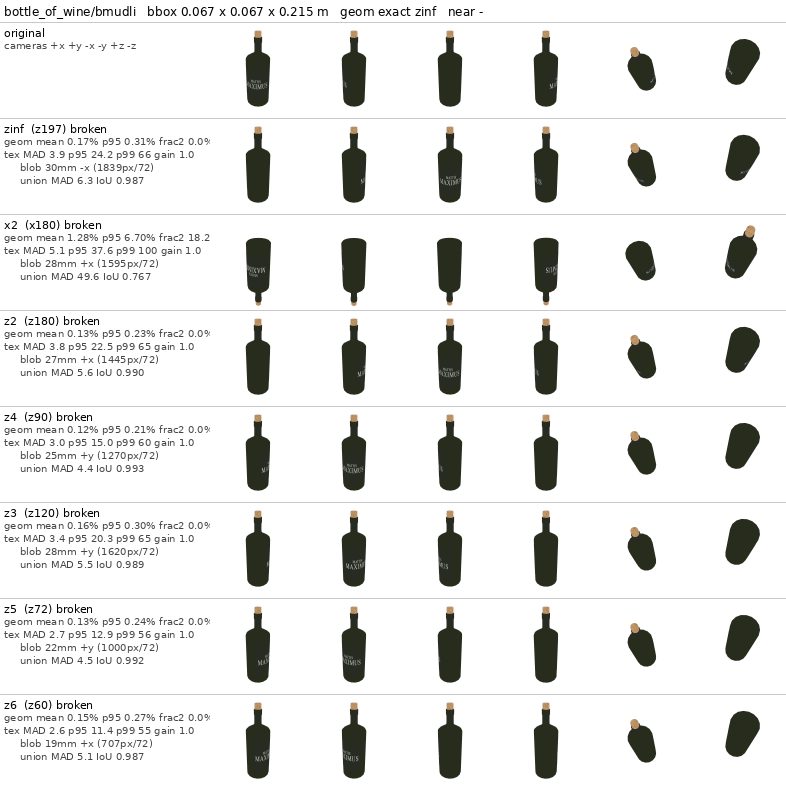 bottle_of_wine/bmudli bbox 0.067 x 0.067 x 0.215 m geom exact zinf near -
original
cameras +x +y -x -y +z -z
MAXIMUS
zinf (z197) broken
geom mean 0.17% p95 0.31% frac2 0.0%
tex MAD 3.9 p95 24.2 p99 66 gain 1.0
blob 30mm -x (1839px/72)
union MAD 6.3 IoU 0.987
MAXIMUS
x2 (x180) broken
geom mean 1.28% p95 6.70% frac2 18.2
tex MAD 5.1 p95 37.6 p99 100 gain 1.0
blob 28mm +x (1595px/72)
union MAD 49.6 IoU 0.767
z2 (z180) broken
geom mean 0.13% p95 0.23% frac2 0.0%
tex MAD 3.8 p95 22.5 p99 65 gain 1.0
blob 27mm +x (1445px/72)
union MAD 5.6 IoU 0.990
MAXIMUS
z4 (z90) broken
geom mean 0.12% p95 0.21% frac2 0.0%
tex MAD 3.0 p95 15.0 p99 60 gain 1.0
blob 25mm +y (1270px/72)
union MAD 4.4 IoU 0.993
MAXIMUS
z3 (z120) broken
geom mean 0.16% p95 0.30% frac2 0.0%
tex MAD 3.4 p95 20.3 p99 65 gain 1.0
blob 28mm +y (1620px/72)
union MAD 5.5 IoU 0.989
z5 (z72) broken
geom mean 0.13% p95 0.24% frac2 0.0%
tex MAD 2.7 p95 12.9 p99 56 gain 1.0
blob 22mm +y (1000px/72)
union MAD 4.5 IoU 0.992
z6 (z60) broken
geom mean 0.15% p95 0.27% frac2 0.0%
tex MAD 2.6 p95 11.4 p99 55 gain 1.0
blob 19mm +x (707px/72)
union MAD 5.1 IoU 0.987